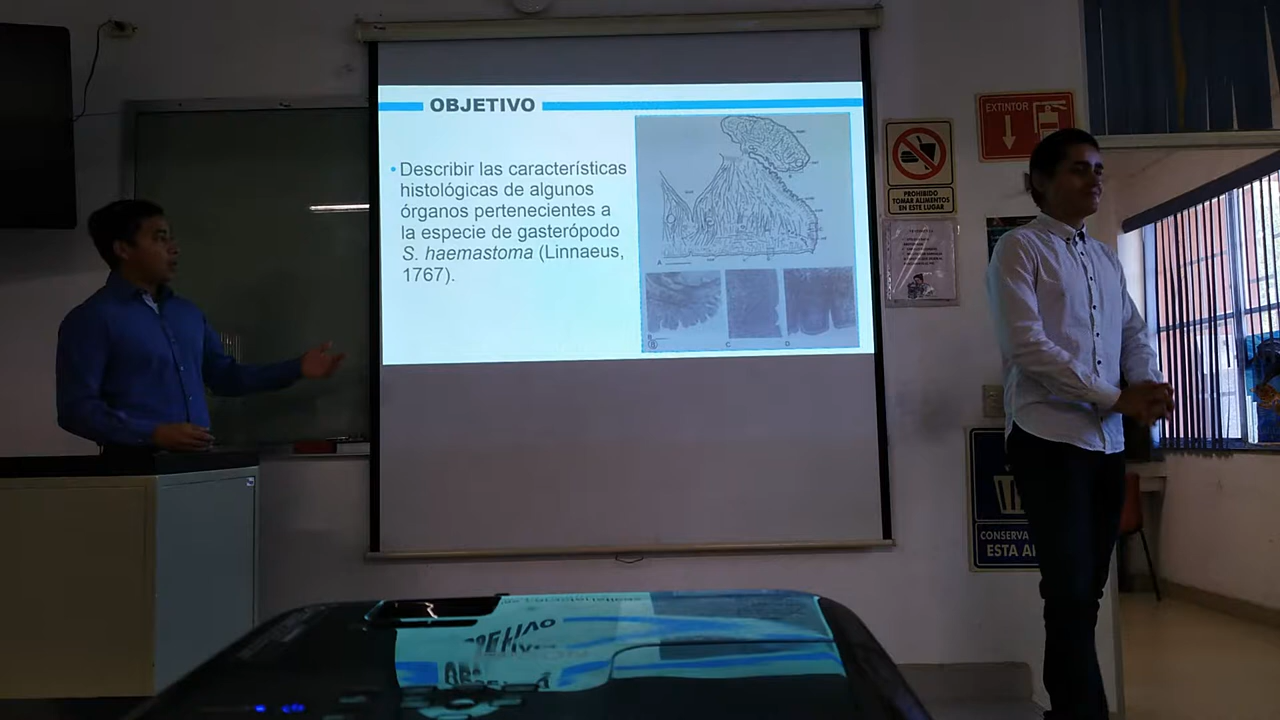 OBJETIVO
• Describir las características
histológicas de algunos
órganos pertenecientes a
la especie de gasterópodo
S. haemastoma (Linnaeus,
1767).
A
B
C
D
EXTINTOR
PROHIBIDO
TOMAR ALIMENTOS
EN ESTE LUGAR
CONSERVA
ESTA